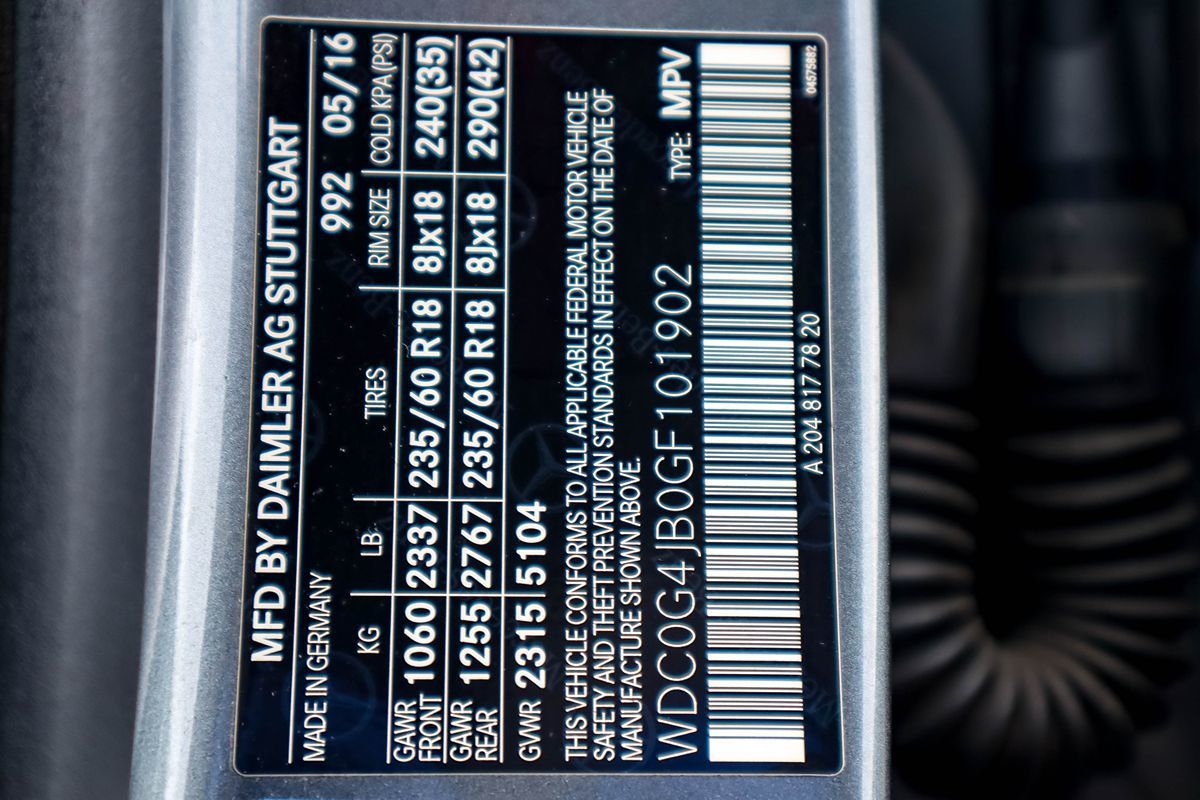 MFD BY DAIMLER AG STUTTGART
MADE IN GERMANY 992 05/16
KG LB TIRES RIM SIZE COLD KPA(PSI)
GAWR FRONT 1060 2337 235/60 R18 8Jx18 240(35)
GAWR REAR 1255 2767 235/60 R18 8Jx18 290(42)
GWR 2315 5104
THIS VEHICLE CONFORMS TO ALL APPLICABLE FEDERAL MOTOR VEHICLE
SAFETY AND THEFT PREVENTION STANDARDS IN EFFECT ON THE DATE OF
MANUFACTURE SHOWN ABOVE.
WDC0G4JB0GF101902 TYPE: MPV
A 204 817 78 20
04575882